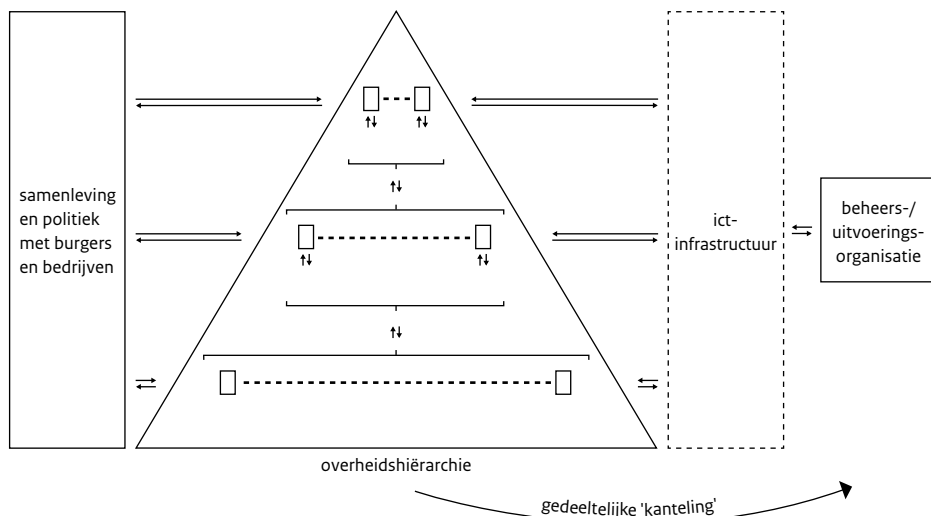 samenleving
en politiek
met burgers
en bedrijven
ict-
infrastructuur
beheers-/
uitvoerings-
organisatie
overheidshiërarchie
gedeeltelijke 'kanteling'